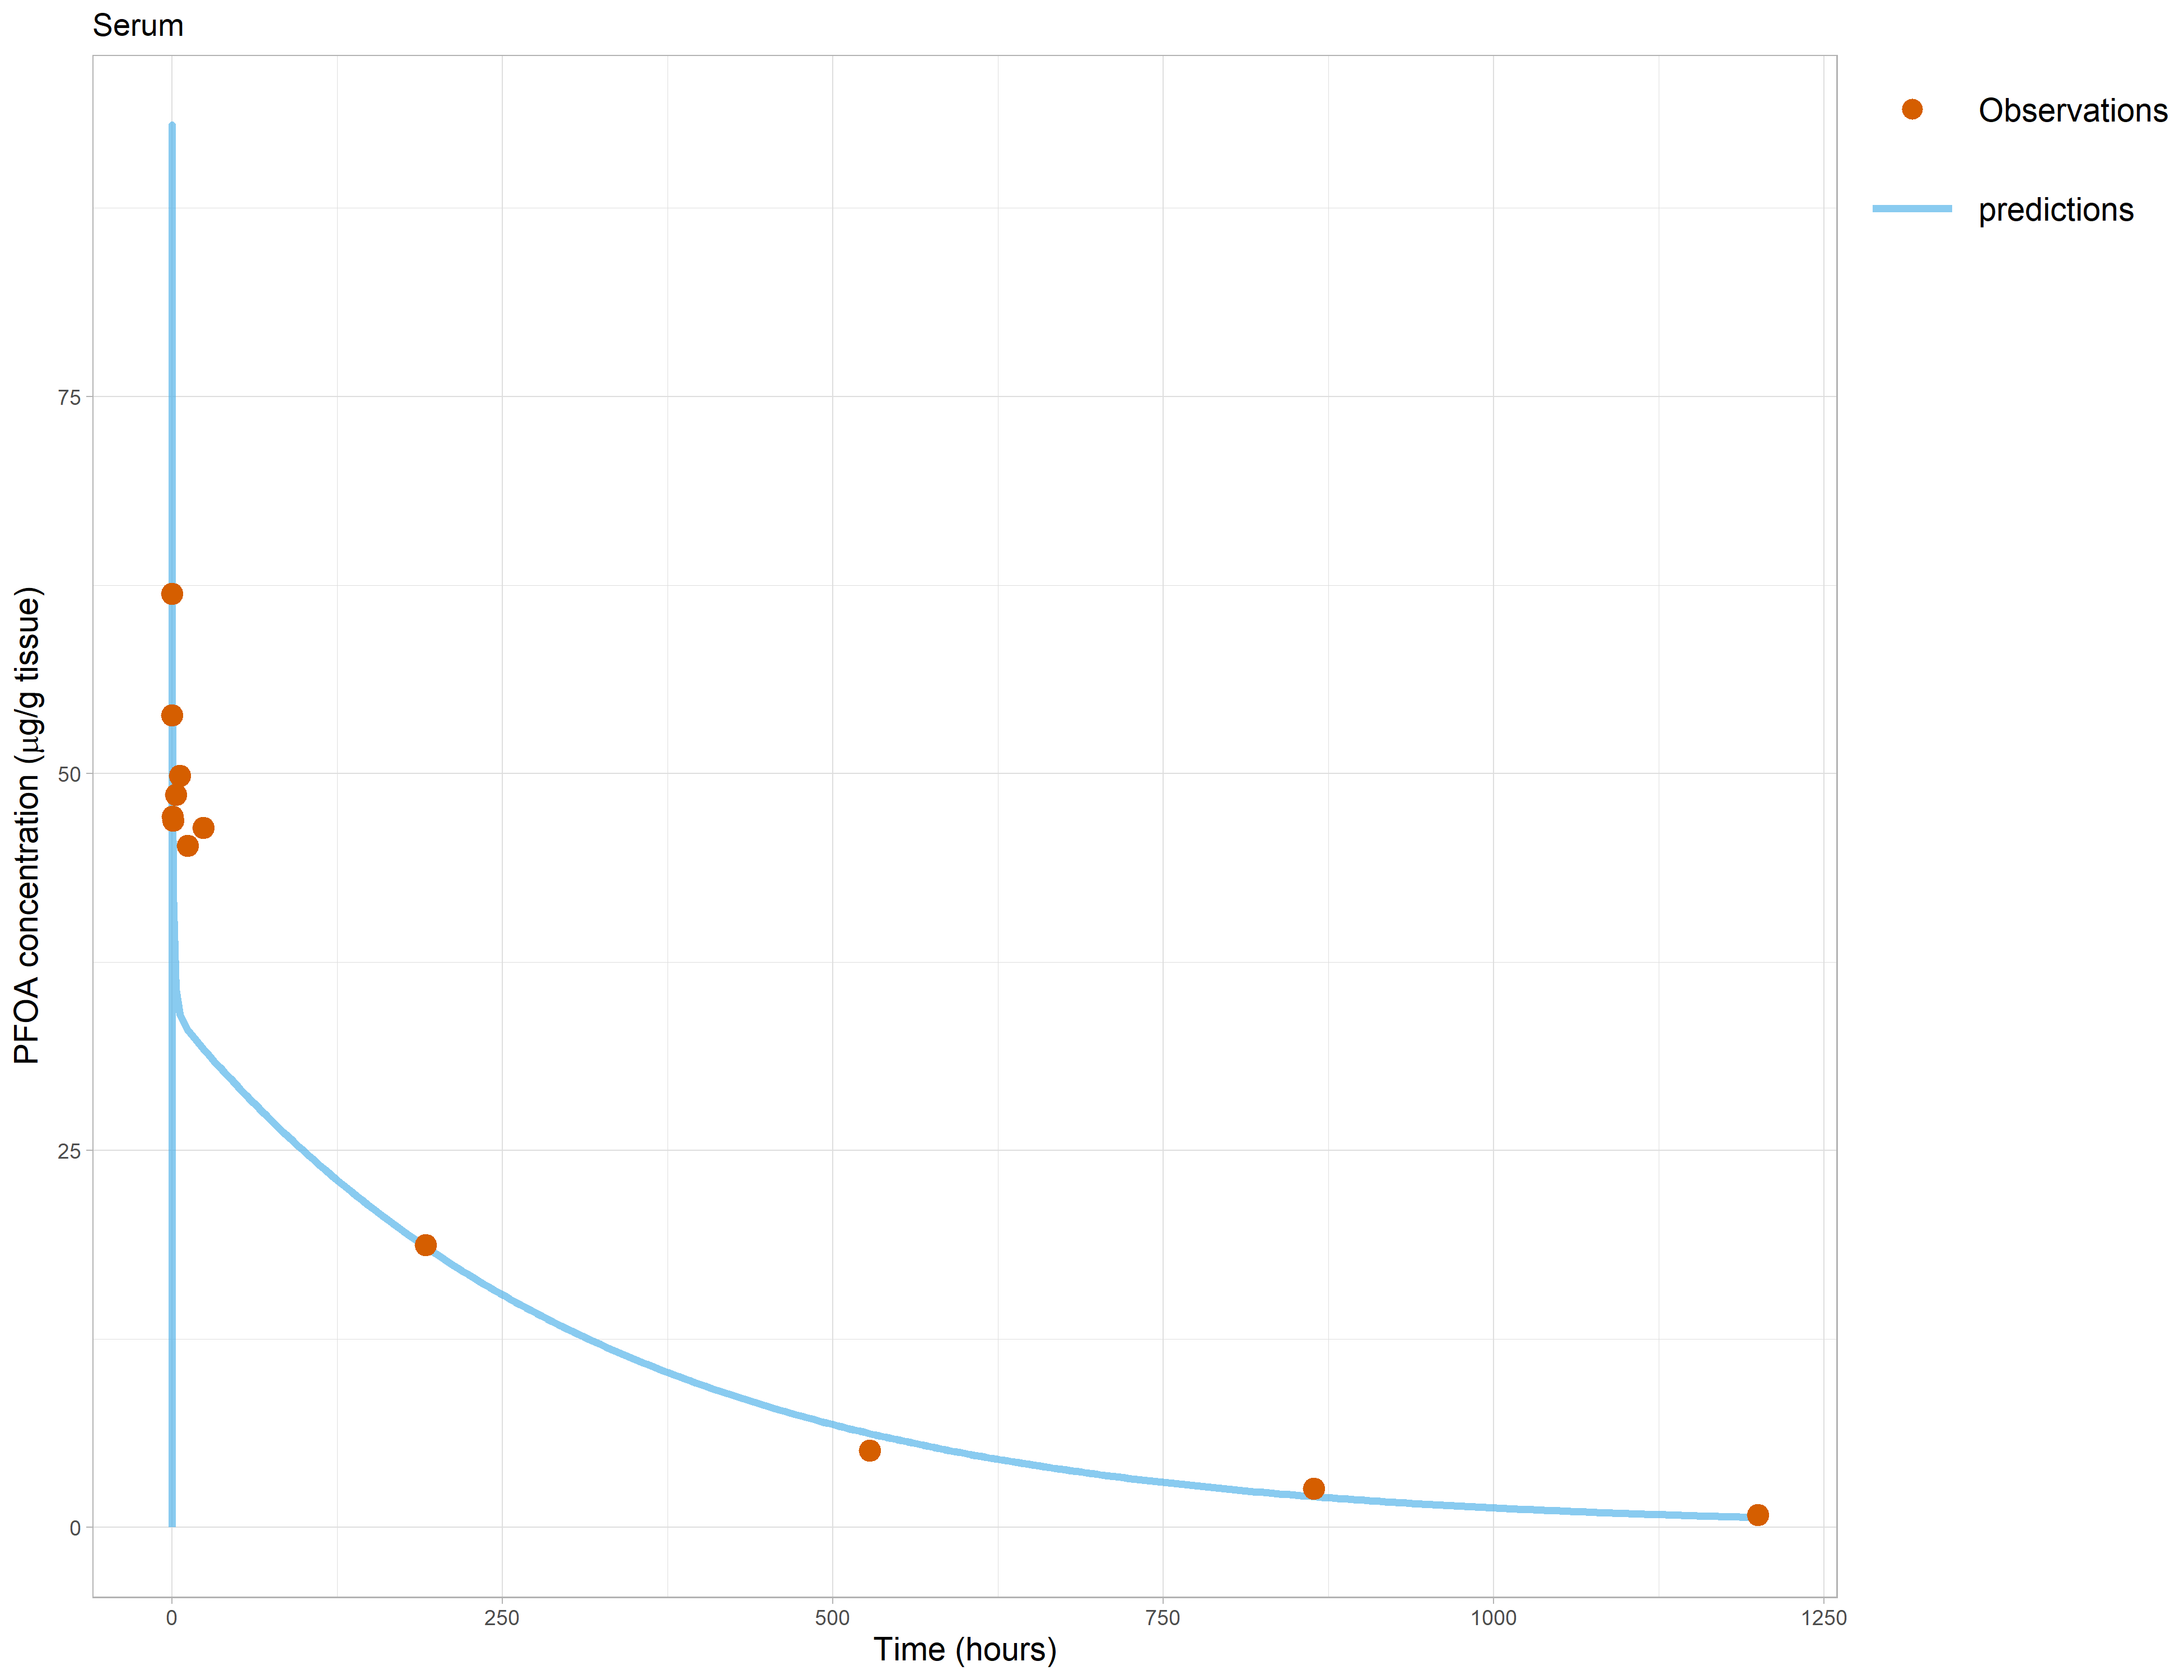 Serum
Observations
predictions
PFOA concentration (μg/g tissue)
75
50
25
0
0 250 500 750 1000 1250
Time (hours)